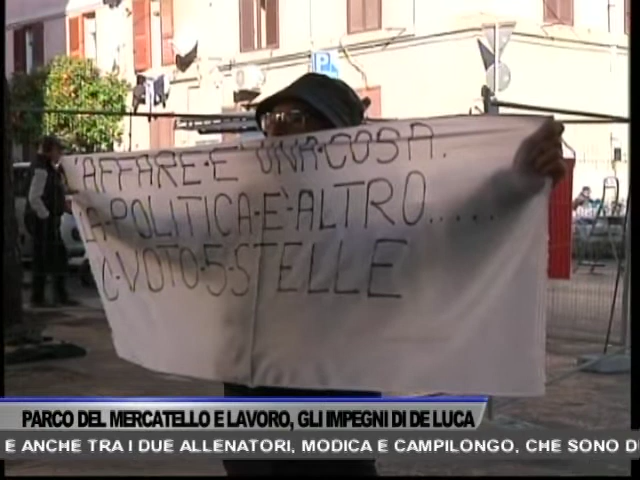 P
'AFFARE·E UNA·COSA.
A·POLITICA·E'·ALTRO......
VOTO·5·STELLE
PARCO DEL MERCATELLO E LAVORO, GLI IMPEGNI DI DE LUCA
E ANCHE TRA I DUE ALLENATORI, MODICA E CAMPILONGO, CHE SONO D